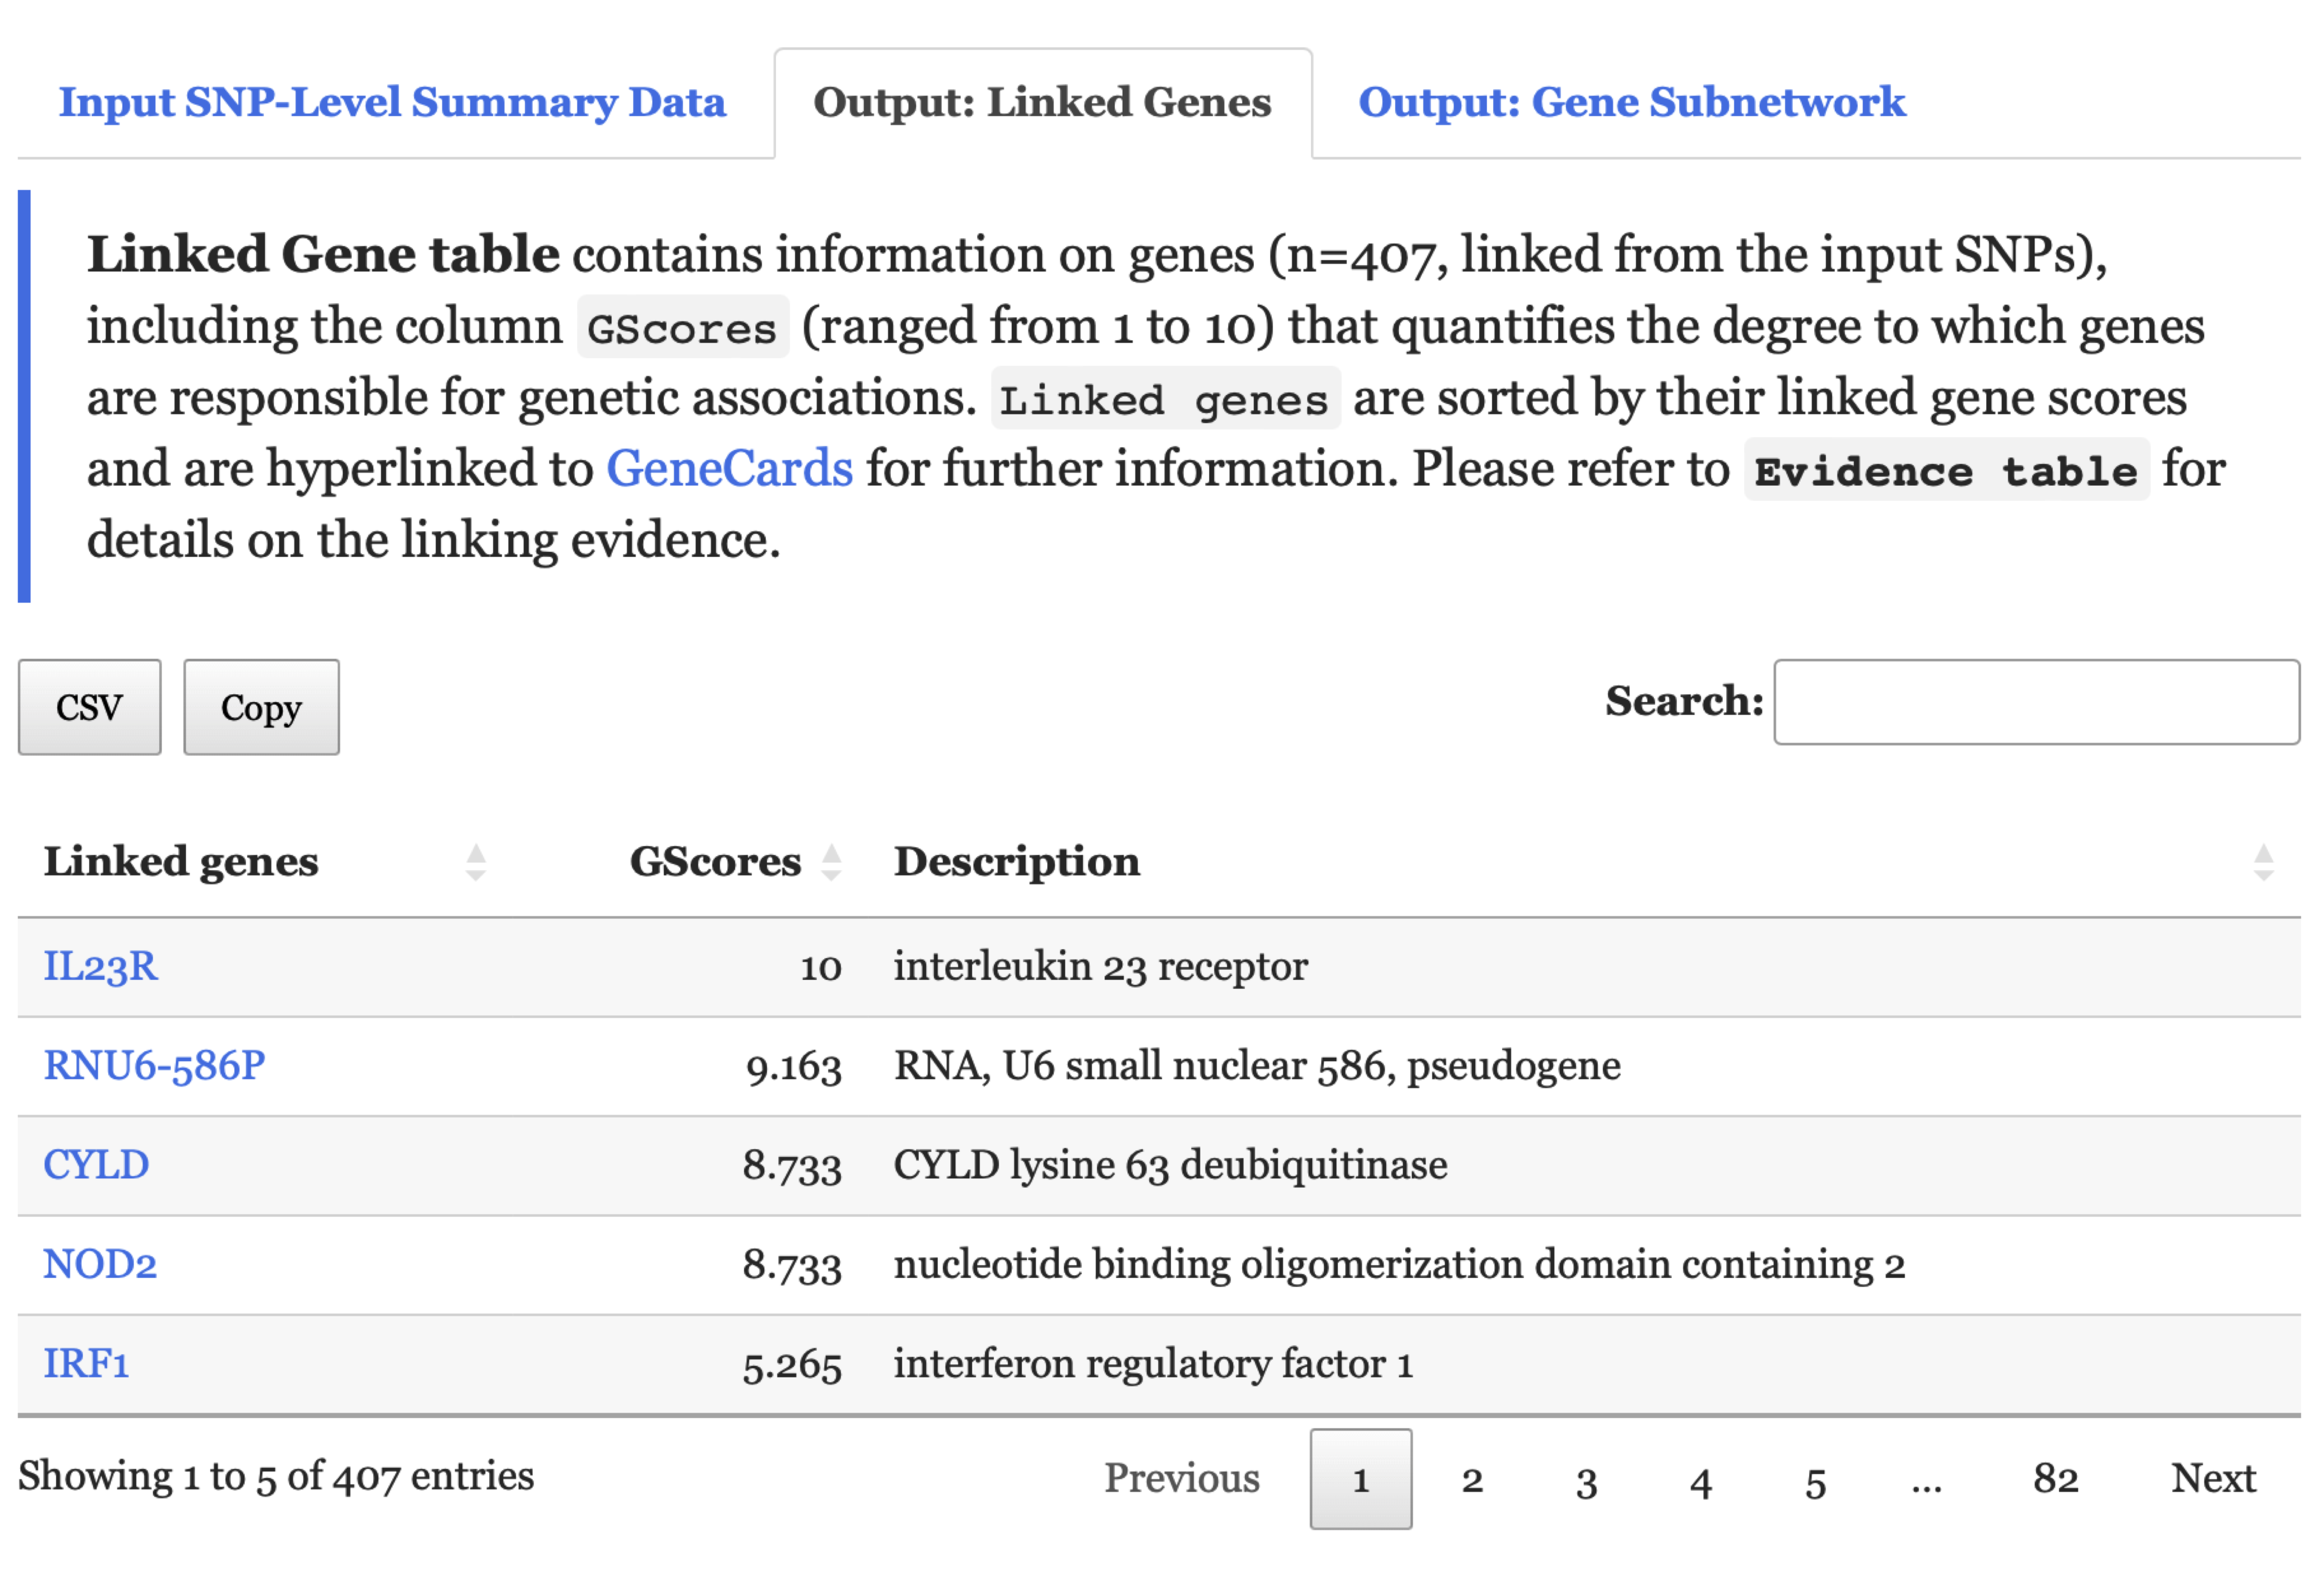 Input SNP-Level Summary Data Output: Linked Genes Output: Gene Subnetwork
Linked Gene table contains information on genes (n=407, linked from the input SNPs),
including the column GScores (ranged from 1 to 10) that quantifies the degree to which genes
are responsible for genetic associations. Linked genes are sorted by their linked gene scores
and are hyperlinked to GeneCards for further information. Please refer to Evidence table for
details on the linking evidence.
CSV Copy Search:
Linked genes GScores Description
IL23R 10 interleukin 23 receptor
RNU6-586P 9.163 RNA, U6 small nuclear 586, pseudogene
CYLD 8.733 CYLD lysine 63 deubiquitinase
NOD2 8.733 nucleotide binding oligomerization domain containing 2
IRF1 5.265 interferon regulatory factor 1
Showing 1 to 5 of 407 entries Previous 1 2 3 4 5 ... 82 Next